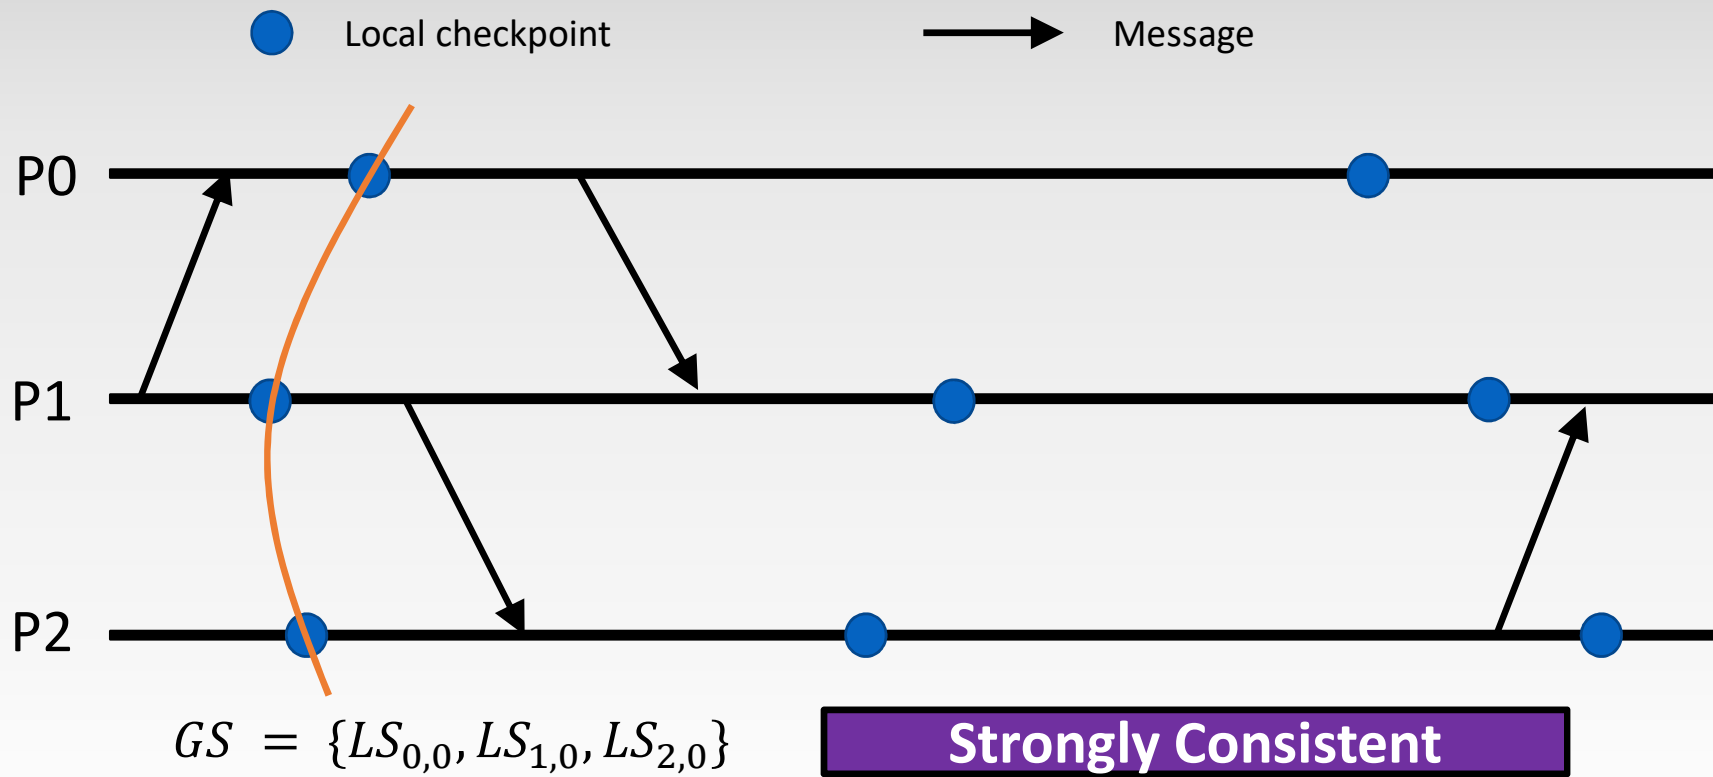 Local checkpoint
Message
P0
P1
P2
GS = {LS₀,₀, LS₁,₀, LS₂,₀}
Strongly Consistent